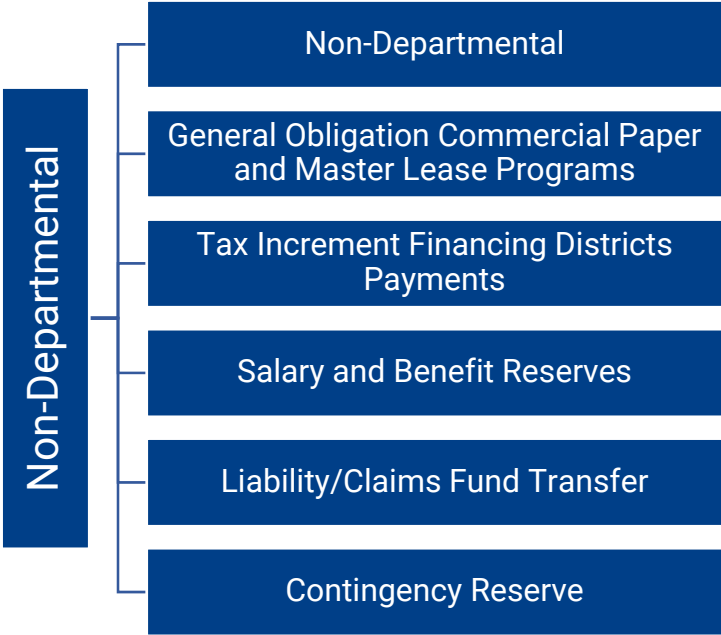 Non-Departmental
Non-Departmental
General Obligation Commercial Paper
and Master Lease Programs
Tax Increment Financing Districts
Payments
Salary and Benefit Reserves
Liability/Claims Fund Transfer
Contingency Reserve